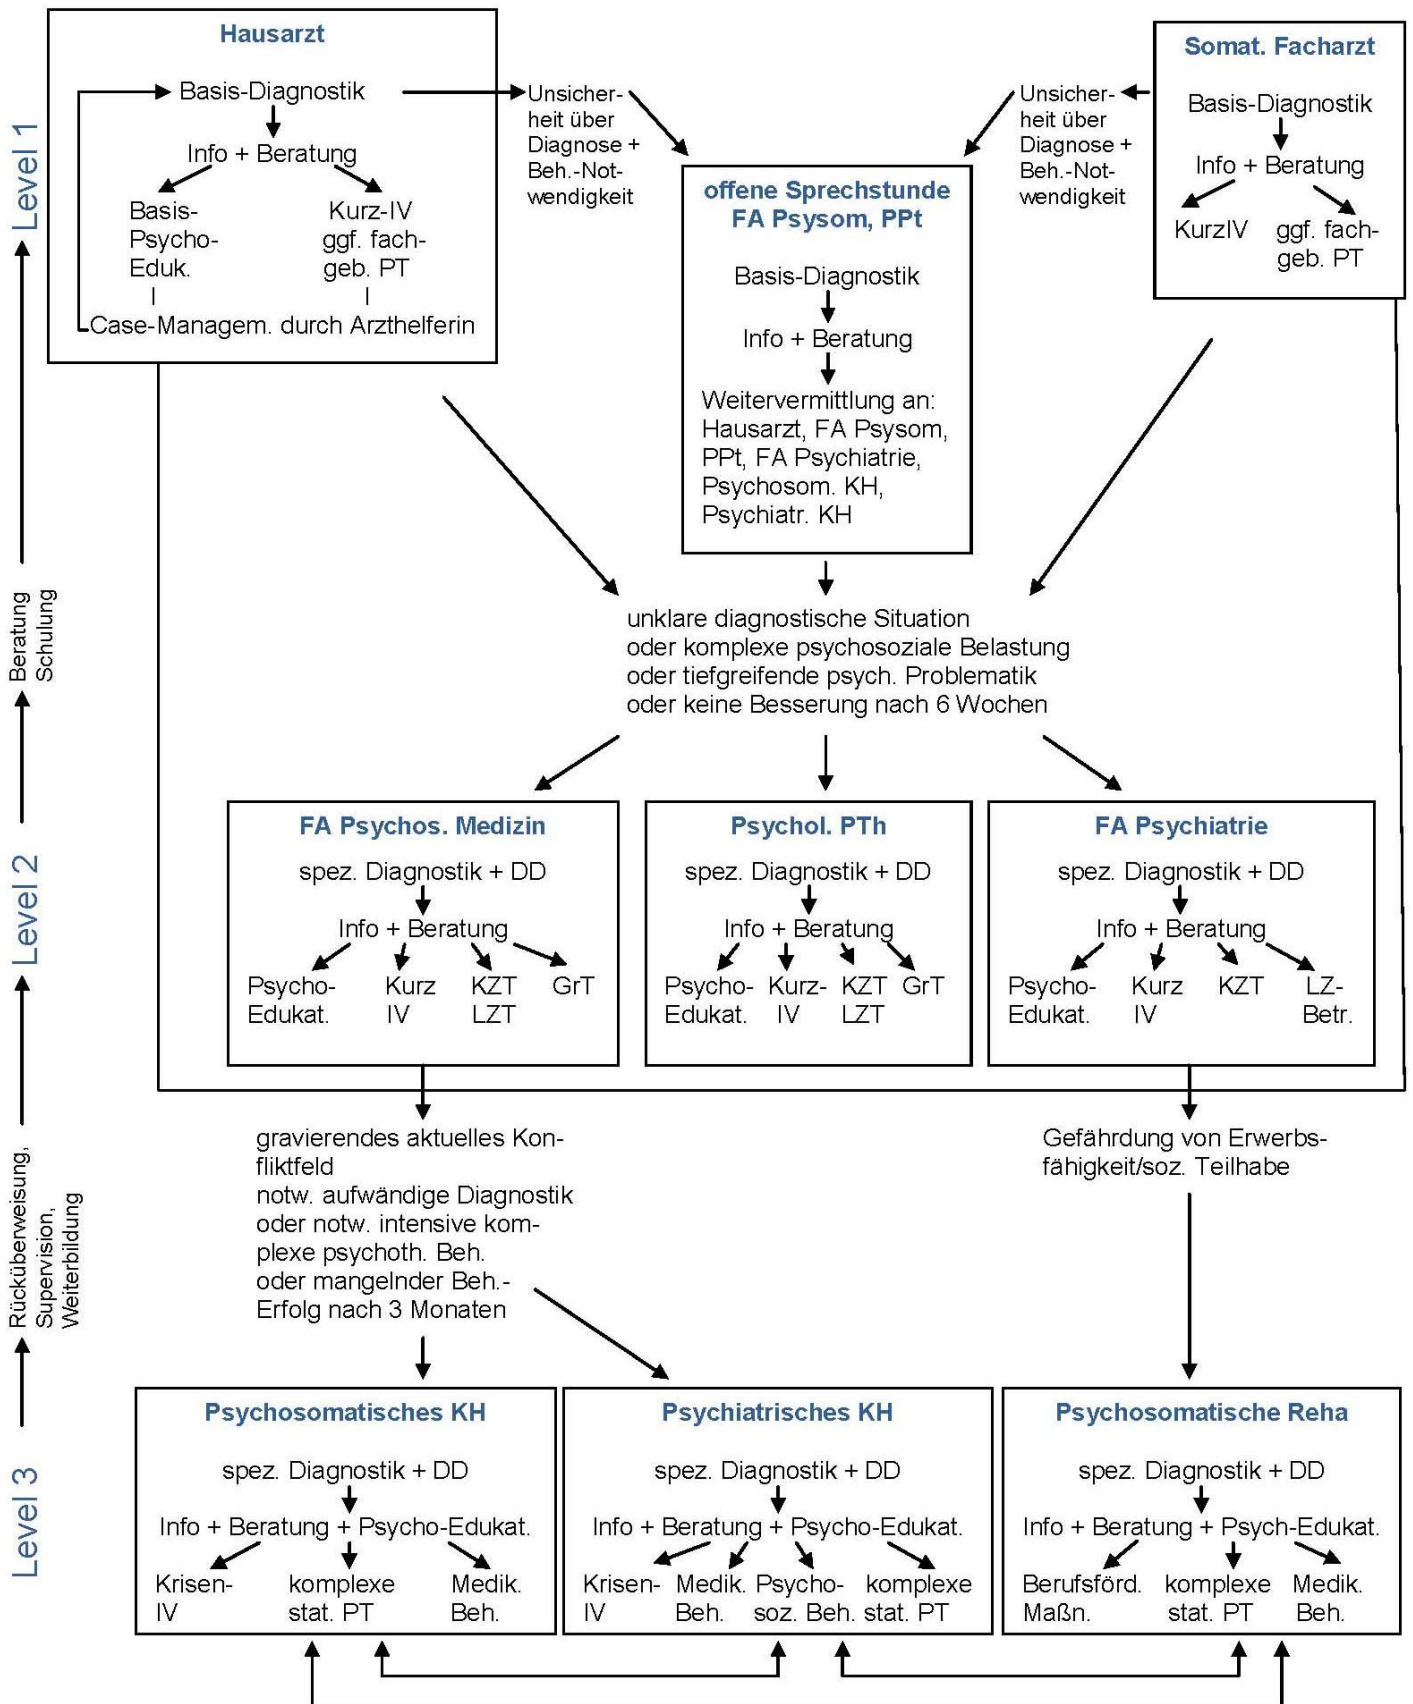 Level 1
Hausarzt
Basis-Diagnostik
Info + Beratung
Basis-
Psycho-
Eduk.
Kurz-IV
ggf. fach-
geb. PT
Case-Managem. durch Arzthelferin
Unsicher-
heit über
Diagnose +
Beh.-Not-
wendigkeit
offene Sprechstunde
FA Psysom, PPt
Basis-Diagnostik
Info + Beratung
Weitervermittlung an:
Hausarzt, FA Psysom,
PPt, FA Psychiatrie,
Psychosom. KH,
Psychiatr. KH
Unsicher-
heit über
Diagnose +
Beh.-Not-
wendigkeit
Somat. Facharzt
Basis-Diagnostik
Info + Beratung
KurzIV
ggf. fach-
geb. PT
Beratung
Schulung
unklare diagnostische Situation
oder komplexe psychosoziale Belastung
oder tiefgreifende psych. Problematik
oder keine Besserung nach 6 Wochen
Level 2
FA Psychos. Medizin
spez. Diagnostik + DD
Info + Beratung
Psycho-
Edukat.
Kurz
IV
KZT
LZT
GrT
Psychol. PTh
spez. Diagnostik + DD
Info + Beratung
Psycho-
Edukat.
Kurz-
IV
KZT
LZT
GrT
FA Psychiatrie
spez. Diagnostik + DD
Info + Beratung
Psycho-
Edukat.
Kurz
IV
KZT
LZ-
Betr.
Rücküberweisung,
Supervision,
Weiterbildung
gravierendes aktuelles Kon-
fliktfeld
notw. aufwändige Diagnostik
oder notw. intensive kom-
plexe psychoth. Beh.
oder mangelnder Beh.-
Erfolg nach 3 Monaten
Gefährdung von Erwerbs-
fähigkeit/soz. Teilhabe
Level 3
Psychosomatisches KH
spez. Diagnostik + DD
Info + Beratung + Psycho-Edukat.
Krisen-
IV
komplexe
stat. PT
Medik.
Beh.
Psychiatrisches KH
spez. Diagnostik + DD
Info + Beratung + Psycho-Edukat.
Krisen-
IV
Medik.
Beh.
Psycho-
soz. Beh.
komplexe
stat. PT
Psychosomatische Reha
spez. Diagnostik + DD
Info + Beratung + Psych-Edukat.
Berufsförd.
Maßn.
komplexe
stat. PT
Medik.
Beh.